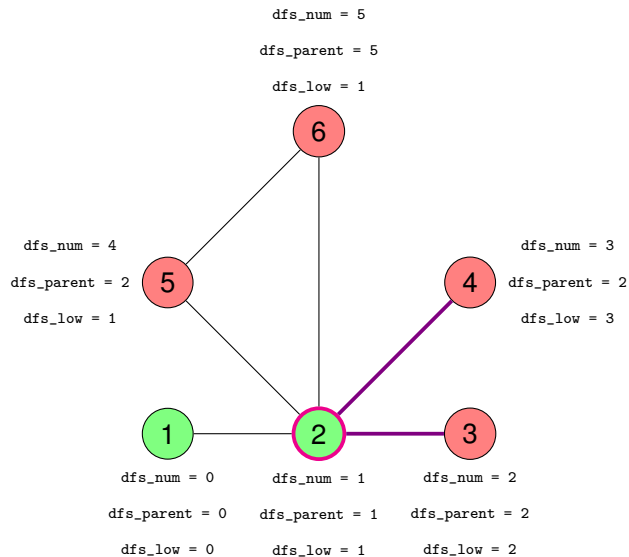 dfs_num = 5
dfs_parent = 5
dfs_low = 1
6
dfs_num = 4
dfs_parent = 2
dfs_low = 1
5
4
dfs_num = 3
dfs_parent = 2
dfs_low = 3
1
2
3
dfs_num = 0
dfs_parent = 0
dfs_low = 0
dfs_num = 1
dfs_parent = 1
dfs_low = 1
dfs_num = 2
dfs_parent = 2
dfs_low = 2